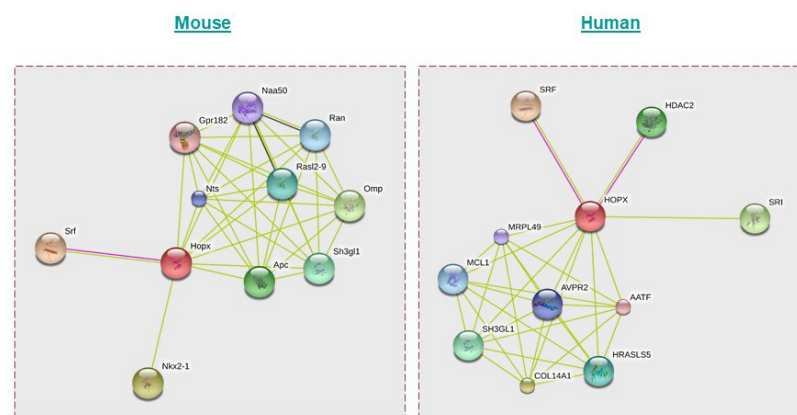 Mouse
Human
Naa50
Gpr182
Ran
Rasl2-9
Nts
Omp
Srf
Hopx
Apc
Sh3gl1
Nkx2-1
SRF
HDAC2
HOPX
SRI
MRPL49
MCL1
AVPR2
AATF
SH3GL1
HRASLS5
COL14A1